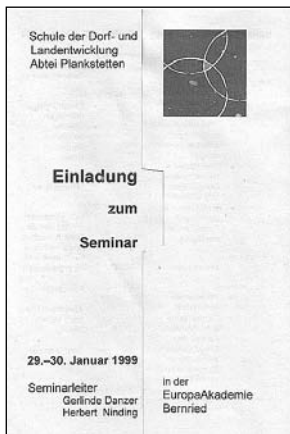 Schule der Dorf- und
Landentwicklung
Abtei Plankstetten
Einladung
zum
Seminar
29.–30. Januar 1999
Seminarleiter
Gerlinde Danzer
Herbert Ninding
in der
EuropaAkademie
Bernried